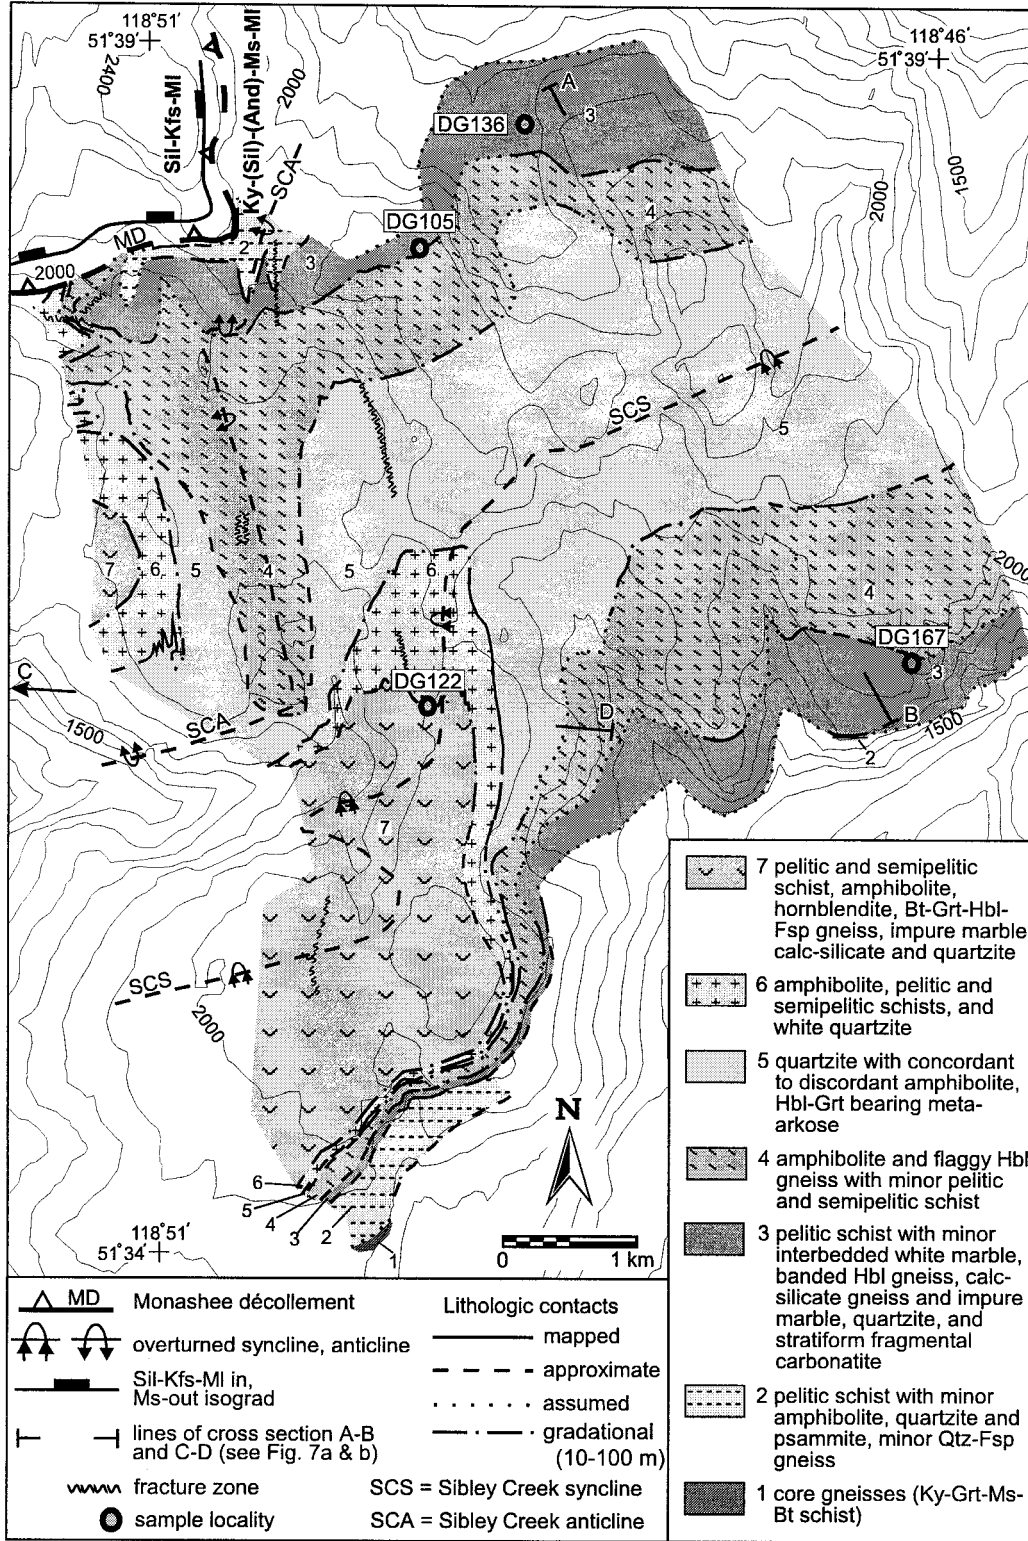 118°51′
51°39′
118°46′
51°39′
2400
2000
Sil-Kfs-Ml
Ky-(Sil)-(And)-Ms-Ml
SCA
A
3
DG136
1500
2000
4
DG105
MD
2
3
2000
SCS
5
4
2000
7
6
5
4
5
6
DG167
3
C
DG122
D
B
2
1500
SCA
1500
7
SCS
2000
N
6
5
4
3
2
1
118°51′
51°34′
0
1 km
7 pelitic and semipelitic
schist, amphibolite,
hornblendite, Bt-Grt-Hbl-
Fsp gneiss, impure marble
calc-silicate and quartzite
6 amphibolite, pelitic and
semipelitic schists, and
white quartzite
5 quartzite with concordant
to discordant amphibolite,
Hbl-Grt bearing meta-
arkose
4 amphibolite and flaggy Hbl
gneiss with minor pelitic
and semipelitic schist
3 pelitic schist with minor
interbedded white marble,
banded Hbl gneiss, calc-
silicate gneiss and impure
marble, quartzite, and
stratiform fragmental
carbonatite
2 pelitic schist with minor
amphibolite, quartzite and
psammite, minor Qtz-Fsp
gneiss
1 core gneisses (Ky-Grt-Ms-
Bt schist)
MD
Monashee décollement
overturned syncline, anticline
Sil-Kfs-Ml in,
Ms-out isograd
lines of cross section A-B
and C-D (see Fig. 7a & b)
fracture zone
sample locality
Lithologic contacts
mapped
approximate
assumed
gradational
(10-100 m)
SCS = Sibley Creek syncline
SCA = Sibley Creek anticline